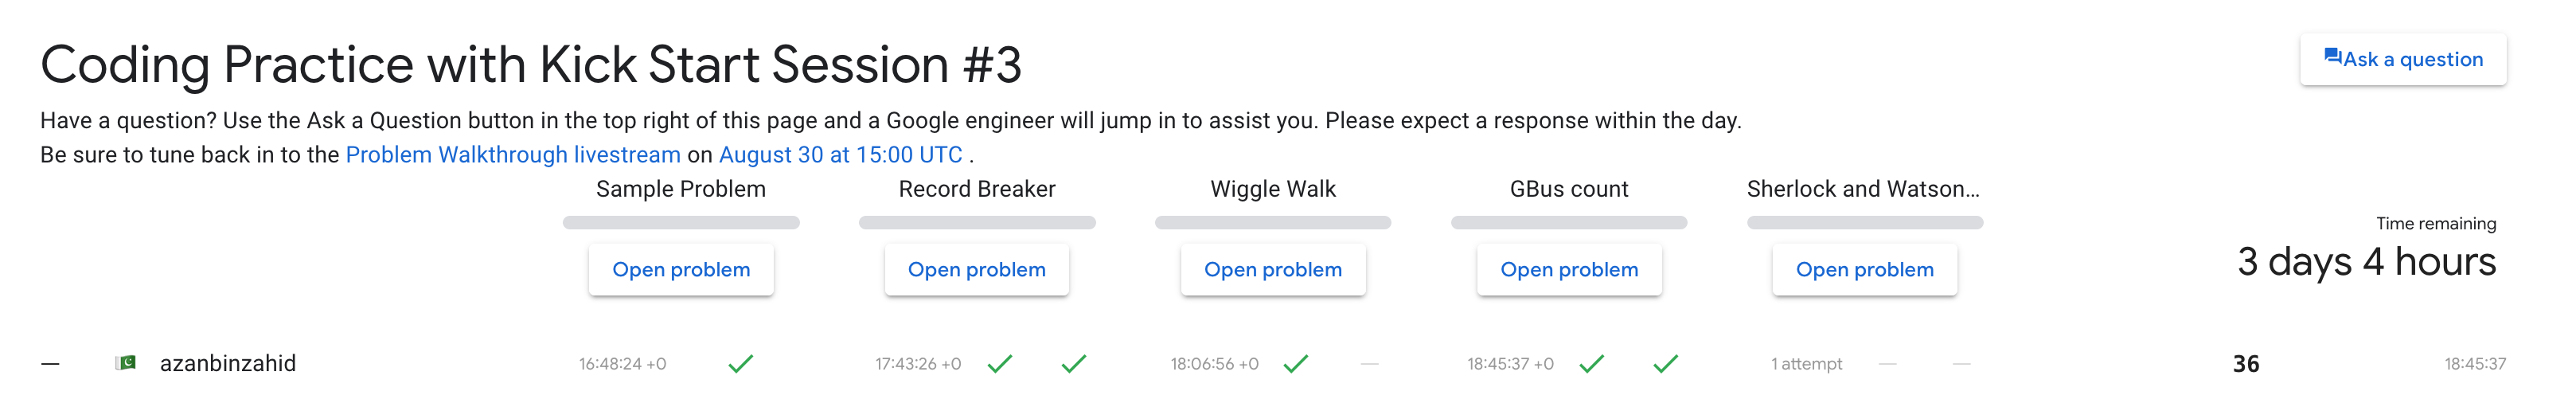 Coding Practice with Kick Start Session #3
Ask a question
Have a question? Use the Ask a Question button in the top right of this page and a Google engineer will jump in to assist you. Please expect a response within the day.
Be sure to tune back in to the Problem Walkthrough livestream on August 30 at 15:00 UTC .
Sample Problem Record Breaker Wiggle Walk GBus count Sherlock and Watson...
Time remaining
Open problem Open problem Open problem Open problem Open problem
3 days 4 hours
— azanbinzahid 16:48:24 +0 17:43:26 +0 18:06:56 +0 — 18:45:37 +0 1 attempt — — 36 18:45:37